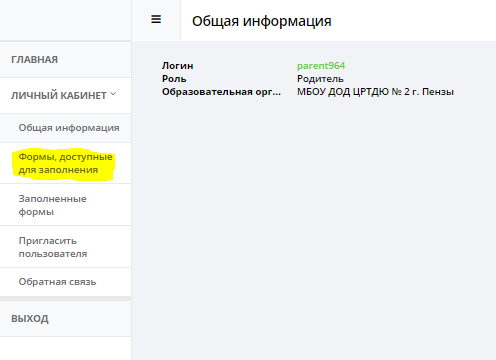 Общая информация
ГЛАВНАЯ
ЛИЧНЫЙ КАБИНЕТ
Общая информация
Формы, доступные
для заполнения
Заполненные
формы
Пригласить
пользователя
Обратная связь
ВЫХОД
Логин parent964
Роль Родитель
Образовательная орг... МБОУ ДОД ЦРТДЮ № 2 г. Пензы